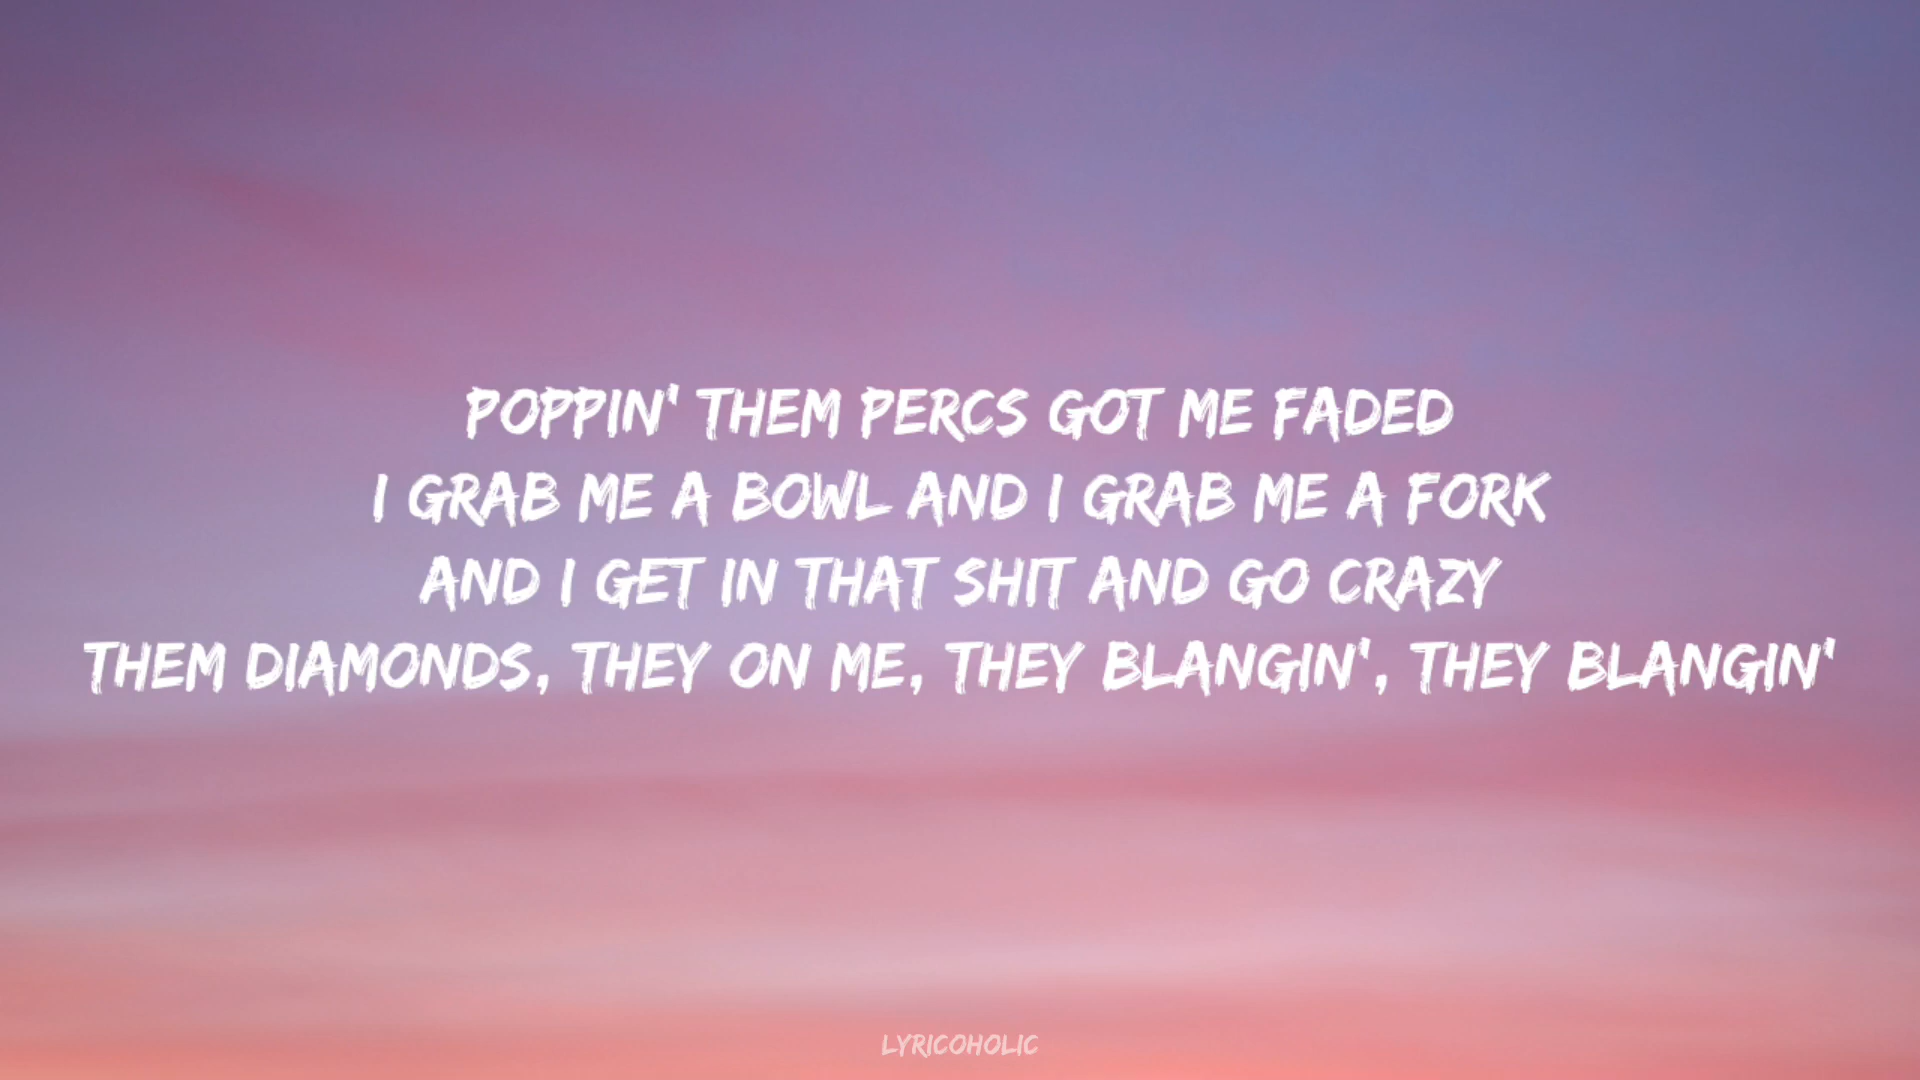 POPPIN' THEM PERCS GOT ME FADED
I GRAB ME A BOWL AND I GRAB ME A FORK
AND I GET IN THAT SHIT AND GO CRAZY
THEM DIAMONDS, THEY ON ME, THEY BLANGIN', THEY BLANGIN'
LYRICOHOLIC